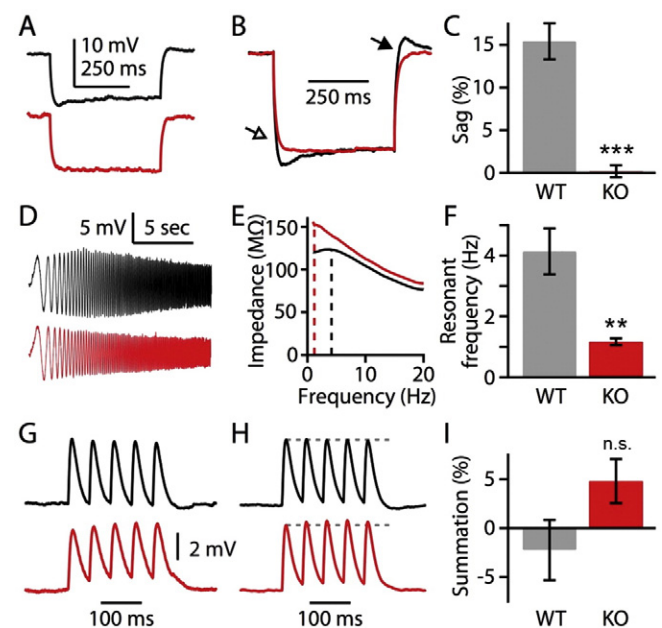 A
10 mV
250 ms
B
250 ms
C
Sag (%)
15
10
5
0
***
WT
KO
D
5 mV
5 sec
E
Impedance (MΩ)
150
100
50
0
0
10
20
Frequency (Hz)
F
Resonant
frequency (Hz)
4
2
0
**
WT
KO
G
2 mV
100 ms
H
100 ms
I
Summation (%)
5
0
-5
n.s.
WT
KO